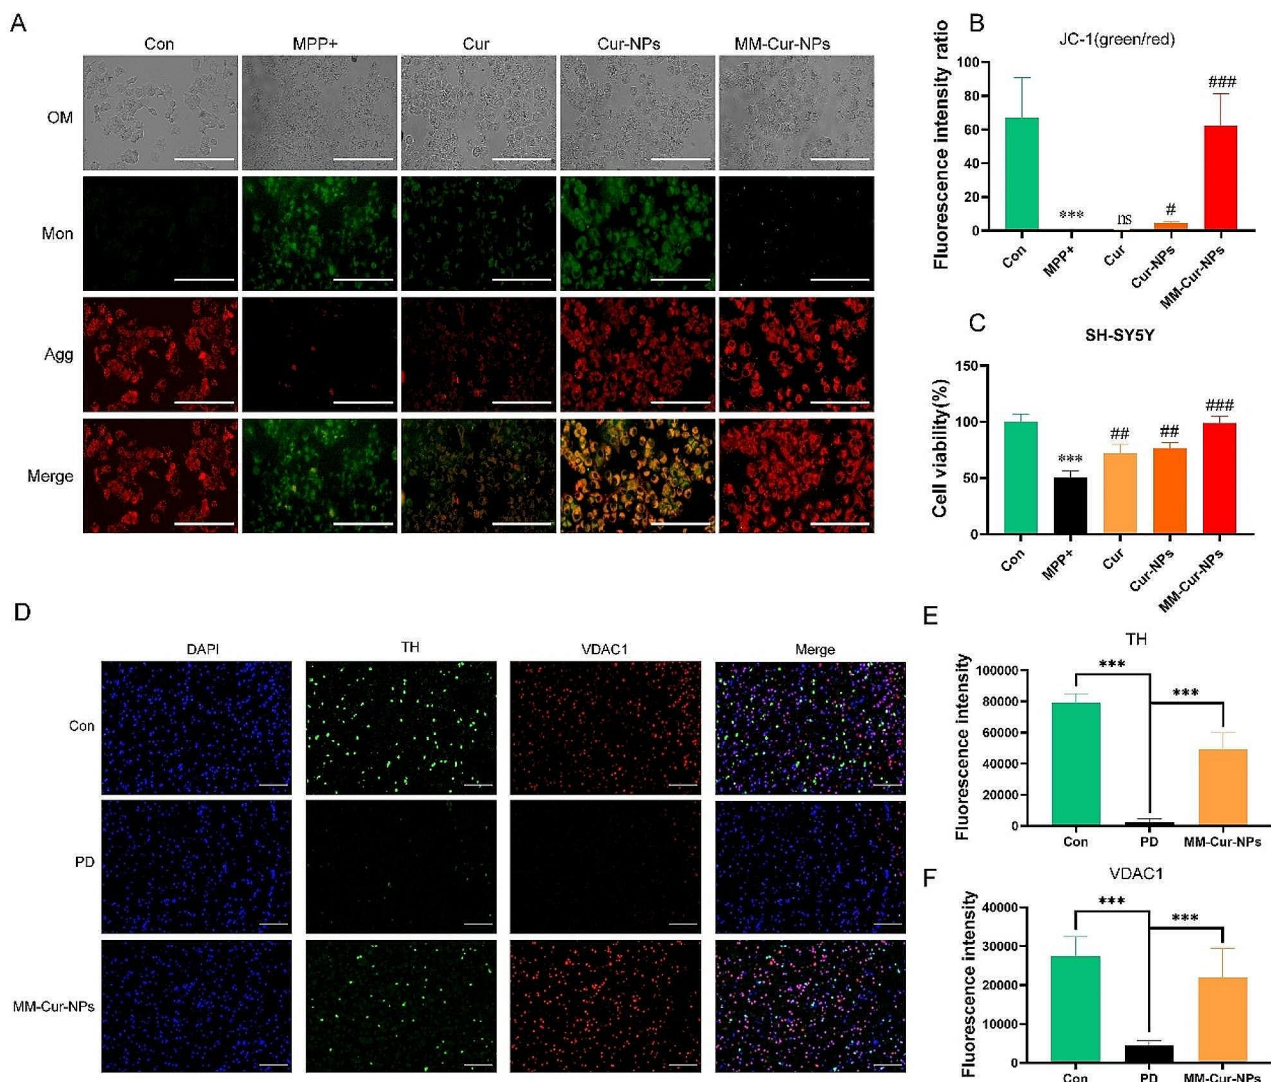 A
Con MPP+ Cur Cur-NPs MM-Cur-NPs
OM
Mon
Agg
Merge
B
JC-1(green/red)
Fluorescence intensity ratio
100
80
60
40
20
0
***
ns
#
###
Con MPP+ Cur Cur-NPs MM-Cur-NPs
C
SH-SY5Y
Cell viability(%)
150
100
50
0
***
##
##
###
Con MPP+ Cur Cur-NPs MM-Cur-NPs
D
DAPI TH VDAC1 Merge
Con
PD
MM-Cur-NPs
E
TH
Fluorescence intensity
100000
80000
60000
40000
20000
0
***
***
Con PD MM-Cur-NPs
F
VDAC1
Fluorescence intensity
40000
30000
20000
10000
0
***
***
Con PD MM-Cur-NPs